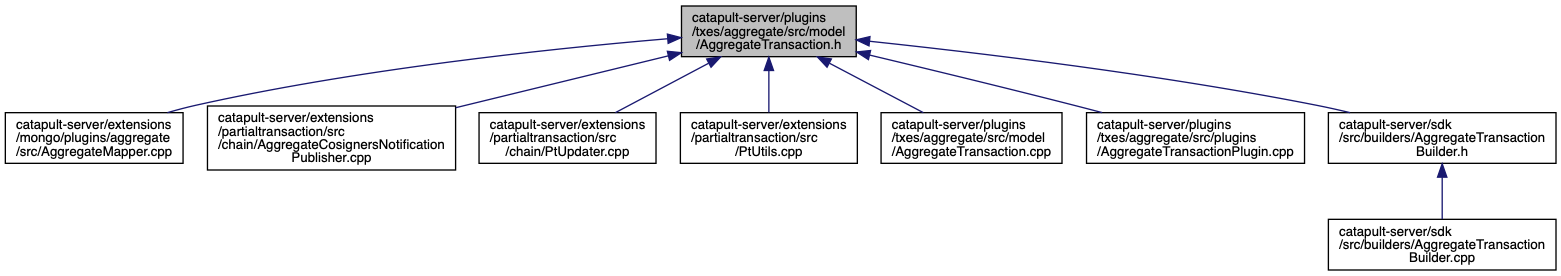 catapult-server/plugins
/txes/aggregate/src/model
/AggregateTransaction.h
catapult-server/extensions
/mongo/plugins/aggregate
/src/AggregateMapper.cpp
catapult-server/extensions
/partialtransaction/src
/chain/AggregateCosignersNotification
Publisher.cpp
catapult-server/extensions
/partialtransaction/src
/chain/PtUpdater.cpp
catapult-server/extensions
/partialtransaction/src
/PtUtils.cpp
catapult-server/plugins
/txes/aggregate/src/model
/AggregateTransaction.cpp
catapult-server/plugins
/txes/aggregate/src/plugins
/AggregateTransactionPlugin.cpp
catapult-server/sdk
/src/builders/AggregateTransaction
Builder.h
catapult-server/sdk
/src/builders/AggregateTransaction
Builder.cpp